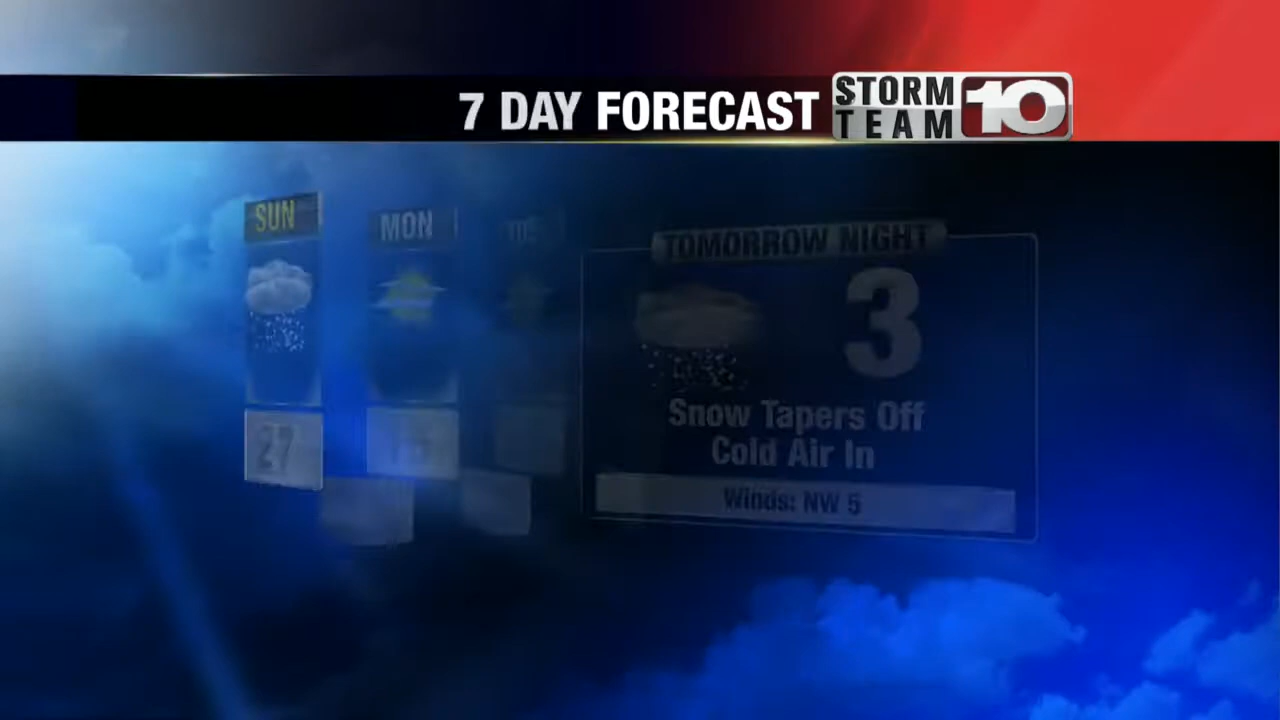 7 DAY FORECAST
STORM
TEAM
10
SUN
MON
TOMORROW NIGHT
27
3
Snow Tapers Off
Cold Air In
Winds: NW 5